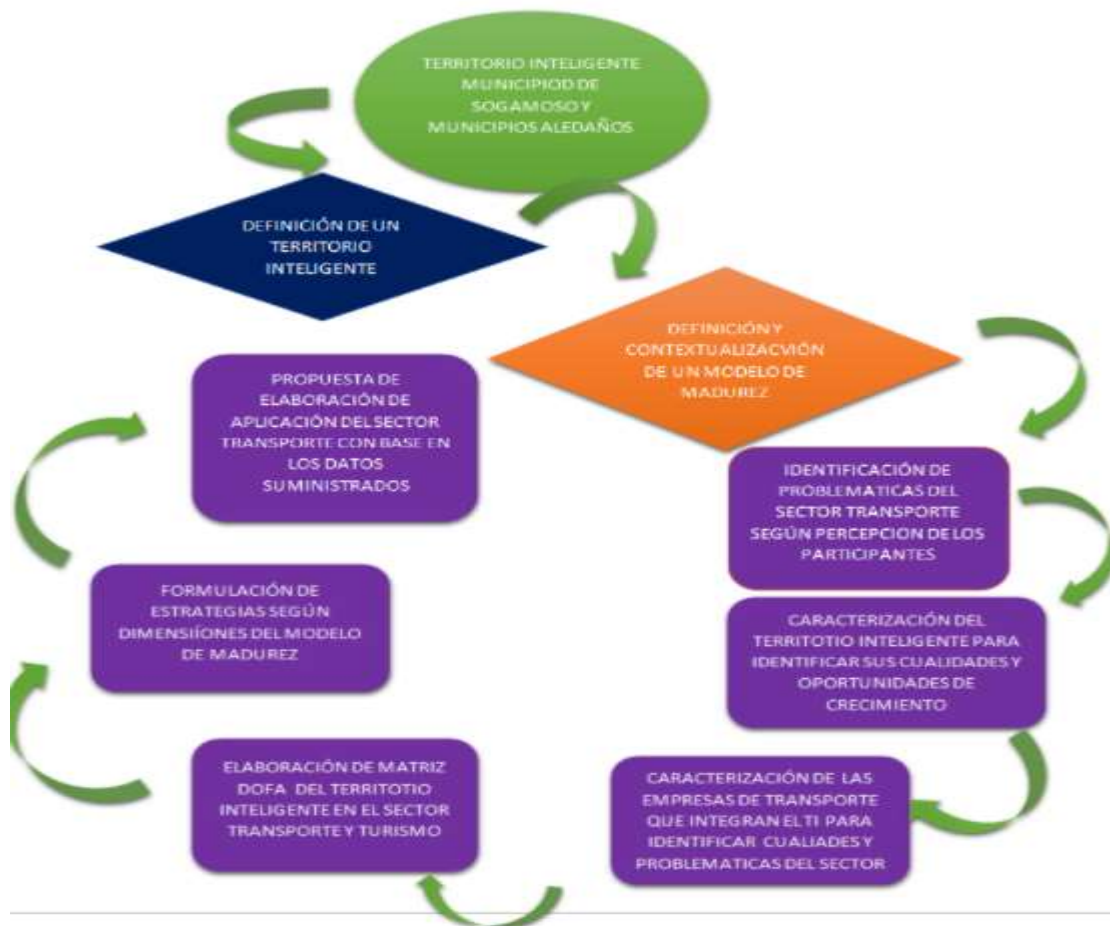 TERRITORIO INTELIGENTE
MUNICIPIOD DE
SOGAMOSO Y
MUNICIPIOS ALEDAÑOS
DEFINICIÓN DE UN
TERRITORIO
INTELIGENTE
DEFINICIÓN Y
CONTEXTUALIZACVIÓN
DE UN MODELO DE
MADUREZ
IDENTIFICACIÓN DE
PROBLEMATICAS DEL
SECTOR TRANSPORTE
SEGÚN PERCEPCION DE LOS
PARTICIPANTES
CARACTERIZACIÓN DEL
TERRITOTIO INTELIGENTE PARA
IDENTIFICAR SUS CUALIDADES Y
OPORTUNIDADES DE
CRECIMIENTO
CARACTERIZACIÓN DE LAS
EMPRESAS DE TRANSPORTE
QUE INTEGRAN EL TI PARA
IDENTIFICAR CUALIADES Y
PROBLEMATICAS DEL SECTOR
ELABORACIÓN DE MATRIZ
DOFA DEL TERRITOTIO
INTELIGENTE EN EL SECTOR
TRANSPORTE Y TURISMO
FORMULACIÓN DE
ESTRATEGIAS SEGÚN
DIMENSIÍONES DEL MODELO
DE MADUREZ
PROPUESTA DE
ELABORACIÓN DE
APLICACIÓN DEL SECTOR
TRANSPORTE CON BASE EN
LOS DATOS
SUMINISTRADOS